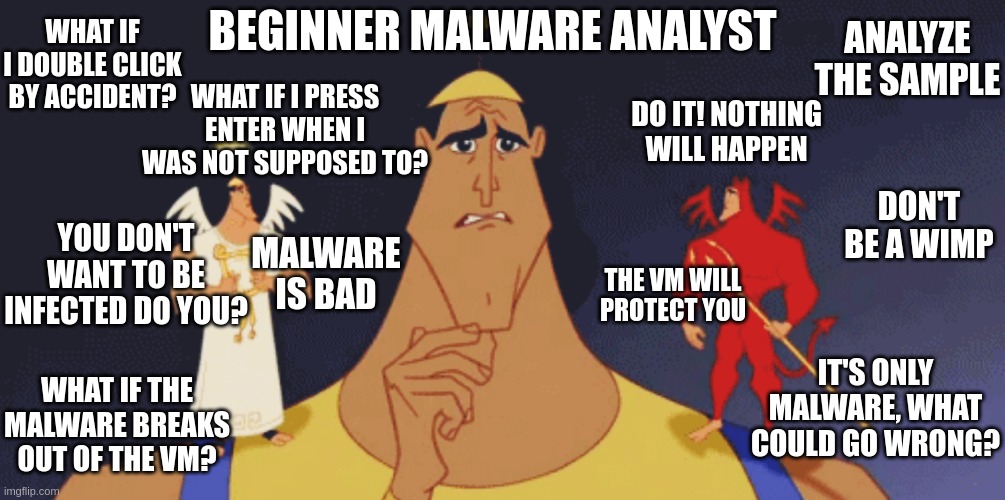 BEGINNER MALWARE ANALYST
WHAT IF
I DOUBLE CLICK
BY ACCIDENT?
WHAT IF I PRESS
ENTER WHEN I
WAS NOT SUPPOSED TO?
YOU DON'T
WANT TO BE
INFECTED DO YOU?
MALWARE
IS BAD
WHAT IF THE
MALWARE BREAKS
OUT OF THE VM?
ANALYZE
THE SAMPLE
DO IT! NOTHING
WILL HAPPEN
DON'T
BE A WIMP
THE VM WILL
PROTECT YOU
IT'S ONLY
MALWARE, WHAT
COULD GO WRONG?
imgflip.com